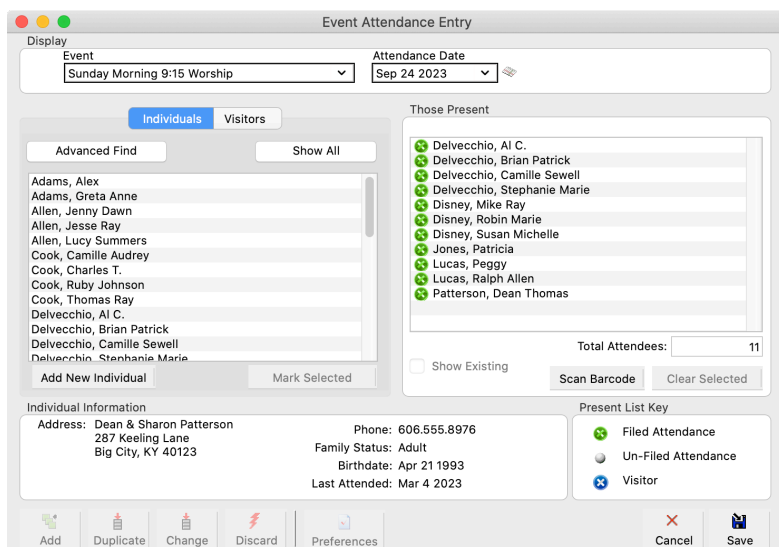 Event Attendance Entry
Display
Event
Attendance Date
Sunday Morning 9:15 Worship
Sep 24 2023
Individuals
Visitors
Advanced Find
Show All
Adams, Alex
Adams, Greta Anne
Allen, Jenny Dawn
Allen, Jesse Ray
Allen, Lucy Summers
Cook, Camille Audrey
Cook, Charles T.
Cook, Ruby Johnson
Cook, Thomas Ray
Delvecchio, Al C.
Delvecchio, Brian Patrick
Delvecchio, Camille Sewell
Delvecchio, Stephanie Marie
Add New Individual
Mark Selected
Those Present
Delvecchio, Al C.
Delvecchio, Brian Patrick
Delvecchio, Camille Sewell
Delvecchio, Stephanie Marie
Disney, Mike Ray
Disney, Robin Marie
Disney, Susan Michelle
Jones, Patricia
Lucas, Peggy
Lucas, Ralph Allen
Patterson, Dean Thomas
Total Attendees: 11
Show Existing
Scan Barcode
Clear Selected
Individual Information
Address: Dean & Sharon Patterson
287 Keeling Lane
Big City, KY 40123
Phone: 606.555.8976
Family Status: Adult
Birthdate: Apr 21 1993
Last Attended: Mar 4 2023
Present List Key
Filed Attendance
Un-Filed Attendance
Visitor
Add
Duplicate
Change
Discard
Preferences
Cancel
Save